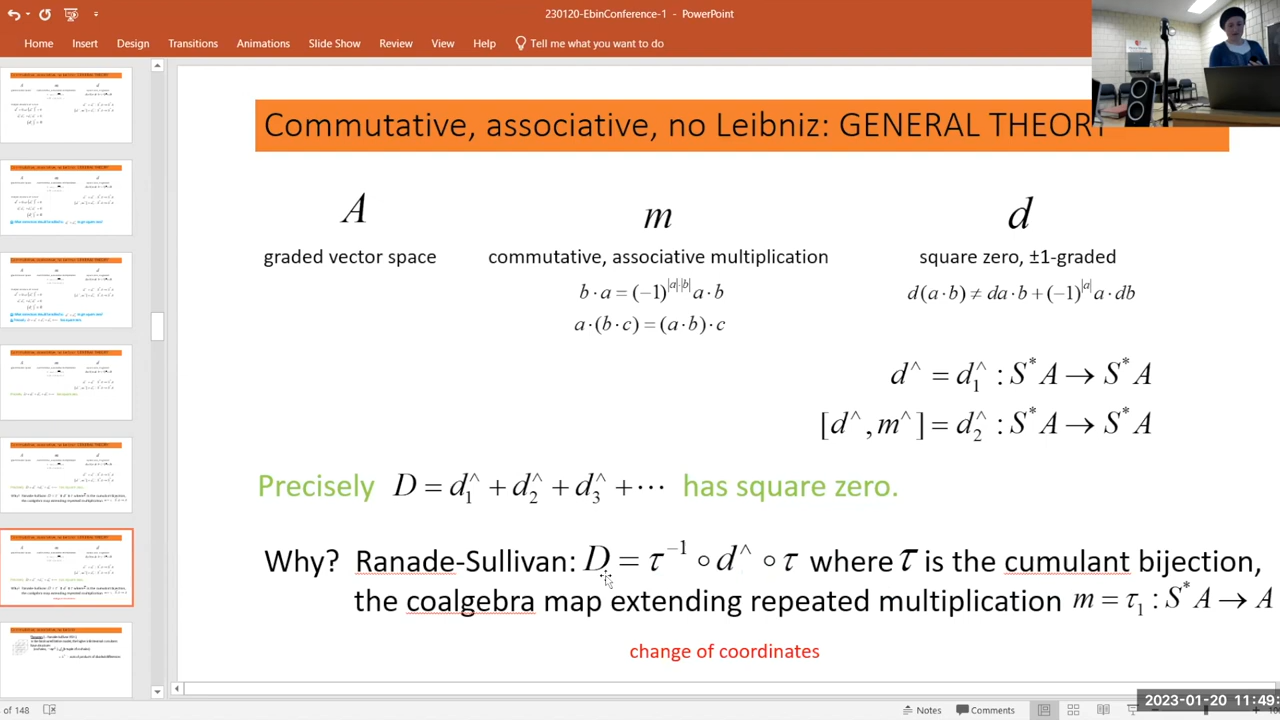 230120-EbinConference-1 - PowerPoint
Home Insert Design Transitions Animations Slide Show Review View Help Tell me what you want to do
Commutative, associative, no Leibniz: GENERAL THEORY
A m d
graded vector space commutative, associative multiplication square zero, ±1-graded
b · a = (−1)^{|a|·|b|} a · b d(a · b) ≠ da · b + (−1)^{|a|} a · db
a · (b · c) = (a · b) · c
d^∧ = d_1^∧ : S^*A → S^*A
[d^∧, m^∧] = d_2^∧ : S^*A → S^*A
Precisely D = d_1^∧ + d_2^∧ + d_3^∧ + ⋯ has square zero.
Why? Ranade-Sullivan: D = τ^{−1} ∘ d^∧ ∘ τ where τ is the cumulant bijection,
the coalgebra map extending repeated multiplication m = τ_1 : S^*A → A
change of coordinates
2023-01-20 11:49:
of 148 Notes Comments